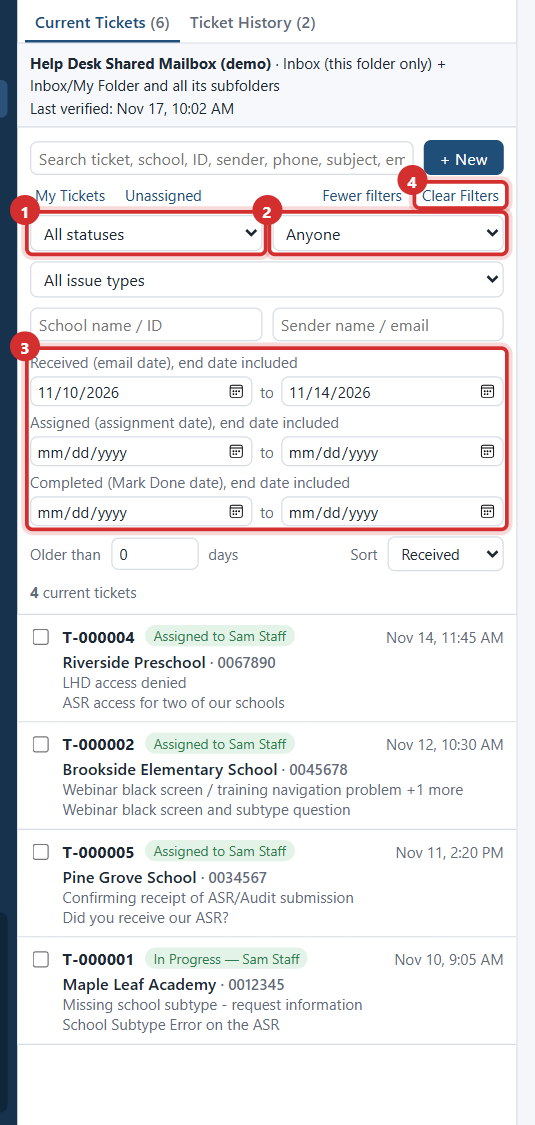 Current Tickets (6) Ticket History (2)
Help Desk Shared Mailbox (demo) · Inbox (this folder only) +
Inbox/My Folder and all its subfolders
Last verified: Nov 17, 10:02 AM
Search ticket, school, ID, sender, phone, subject, em + New
My Tickets Unassigned Fewer filters 4 Clear Filters
1 All statuses 2 Anyone
All issue types
School name / ID Sender name / email
3
Received (email date), end date included
11/10/2026 to 11/14/2026
Assigned (assignment date), end date included
mm/dd/yyyy to mm/dd/yyyy
Completed (Mark Done date), end date included
mm/dd/yyyy to mm/dd/yyyy
Older than 0 days Sort Received
4 current tickets
T-000004 Assigned to Sam Staff Nov 14, 11:45 AM
Riverside Preschool · 0067890
LHD access denied
ASR access for two of our schools
T-000002 Assigned to Sam Staff Nov 12, 10:30 AM
Brookside Elementary School · 0045678
Webinar black screen / training navigation problem +1 more
Webinar black screen and subtype question
T-000005 Assigned to Sam Staff Nov 11, 2:20 PM
Pine Grove School · 0034567
Confirming receipt of ASR/Audit submission
Did you receive our ASR?
T-000001 In Progress — Sam Staff Nov 10, 9:05 AM
Maple Leaf Academy · 0012345
Missing school subtype - request information
School Subtype Error on the ASR